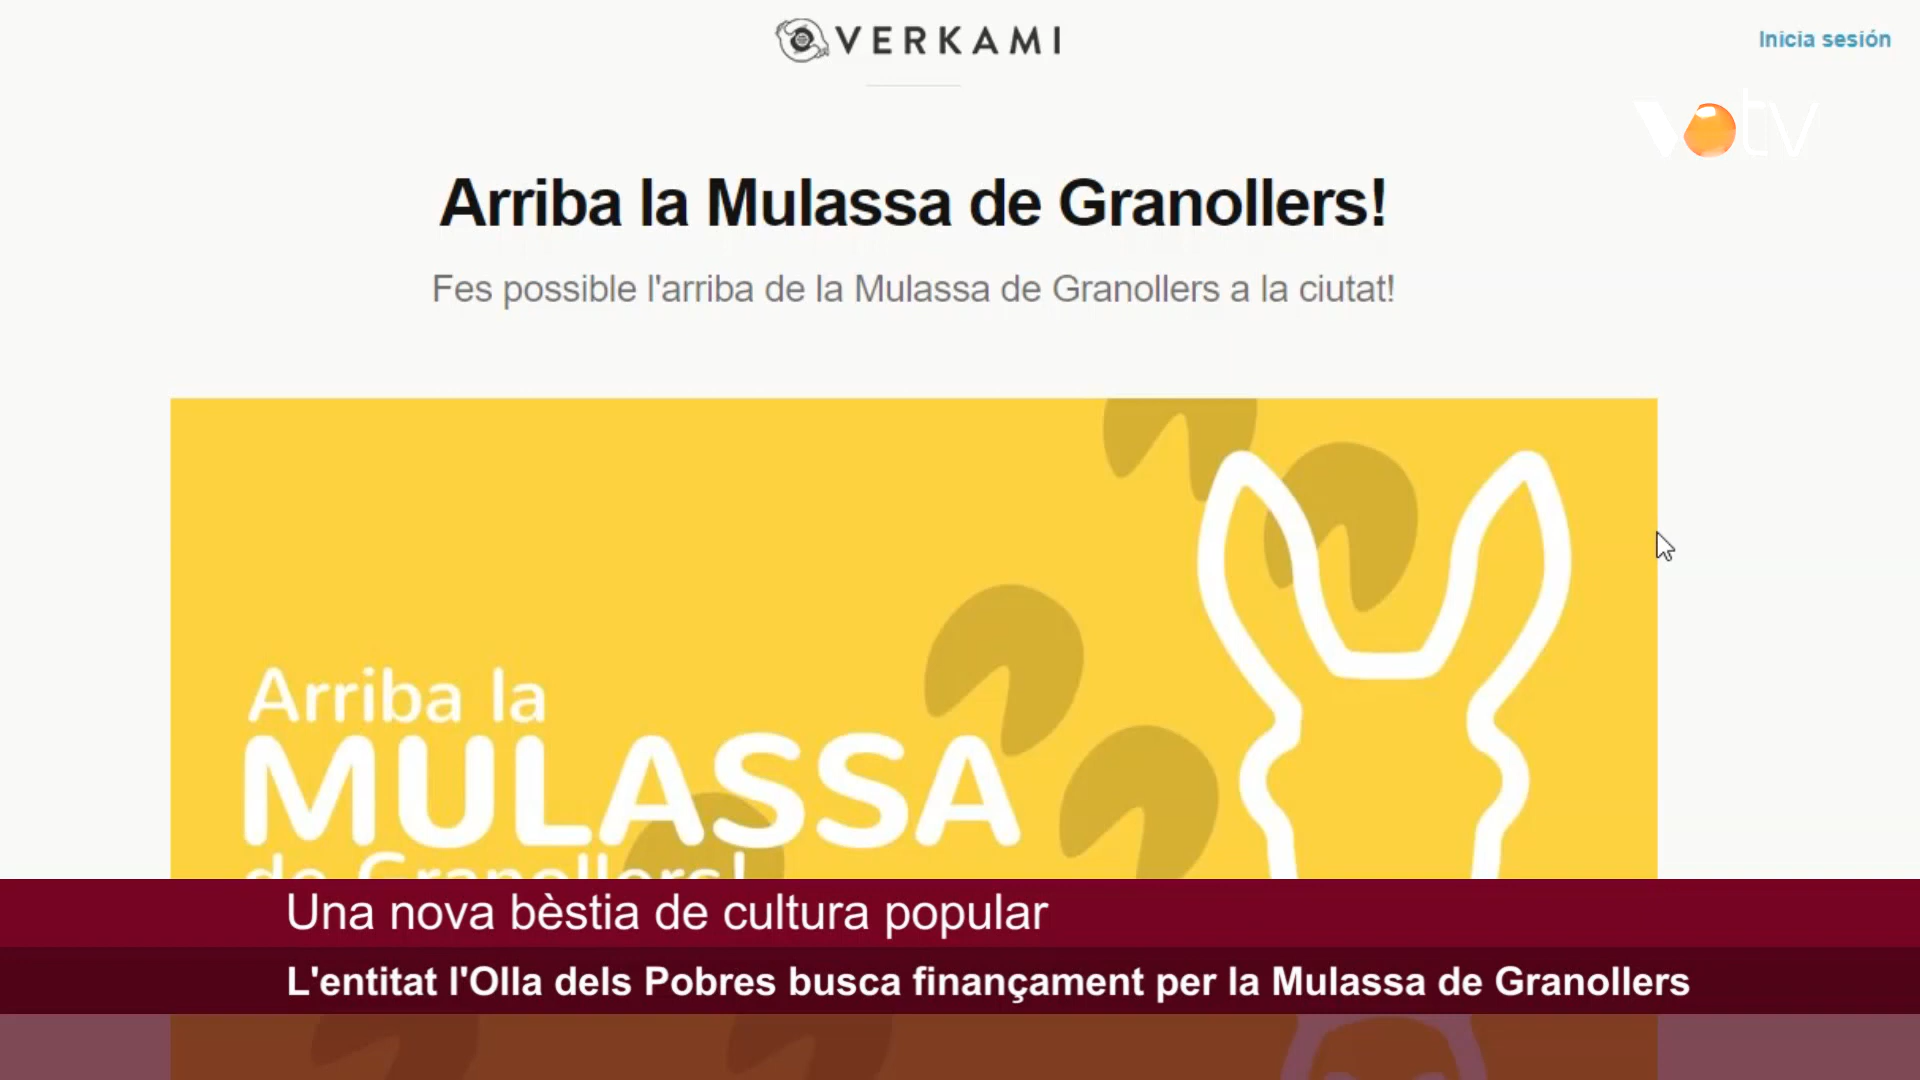 VERKAMI
Inicia sesión
votv
Arriba la Mulassa de Granollers!
Fes possible l'arriba de la Mulassa de Granollers a la ciutat!
Arriba la
MULASSA
de Granollers!
Una nova bèstia de cultura popular
L'entitat l'Olla dels Pobres busca finançament per la Mulassa de Granollers